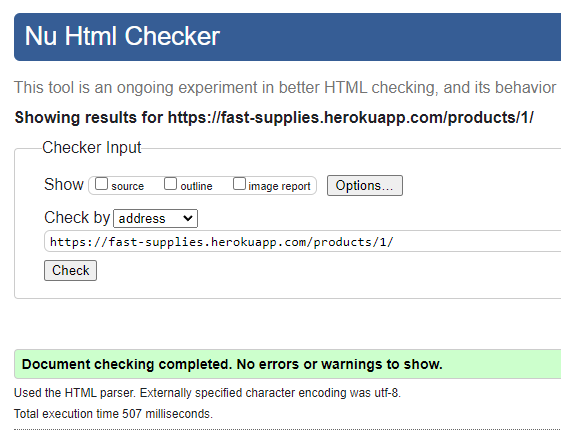 Nu Html Checker
This tool is an ongoing experiment in better HTML checking, and its behavior
Showing results for https://fast-supplies.herokuapp.com/products/1/
Checker Input
Show source outline image report Options...
Check by address
https://fast-supplies.herokuapp.com/products/1/
Check
Document checking completed. No errors or warnings to show.
Used the HTML parser. Externally specified character encoding was utf-8.
Total execution time 507 milliseconds.